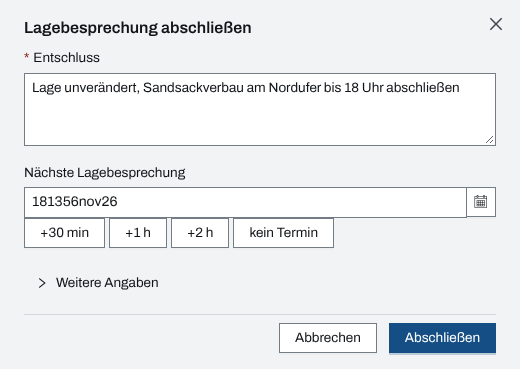 Lagebesprechung abschließen
* Entschluss
Lage unverändert, Sandsackverbau am Nordufer bis 18 Uhr abschließen
Nächste Lagebesprechung
181356nov26
+30 min +1 h +2 h kein Termin
Weitere Angaben
Abbrechen Abschließen